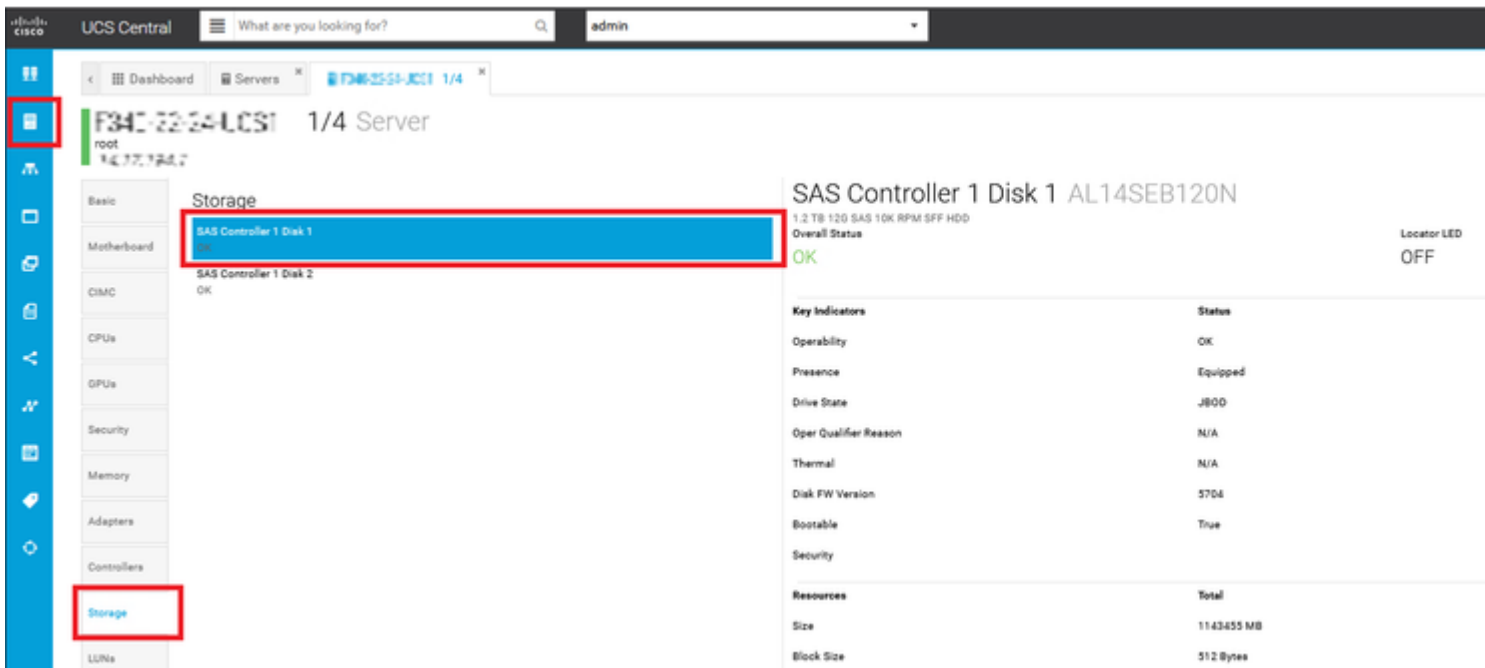 cisco
UCS Central
What are you looking for?
admin
Dashboard
Servers
1/4
1/4 Server
root
Basic
Motherboard
CIMC
CPUs
GPUs
Security
Memory
Adapters
Controllers
Storage
LUNs
Storage
SAS Controller 1 Disk 1
OK
SAS Controller 1 Disk 2
OK
SAS Controller 1 Disk 1 AL14SEB120N
1.2 TB 12G SAS 10K RPM SFF HDD
Overall Status
OK
Locator LED
OFF
Key Indicators Status
Operability OK
Presence Equipped
Drive State JBOD
Oper Qualifier Reason N/A
Thermal N/A
Disk FW Version 5704
Bootable True
Security
Resources Total
Size 1143455 MB
Block Size 512 Bytes